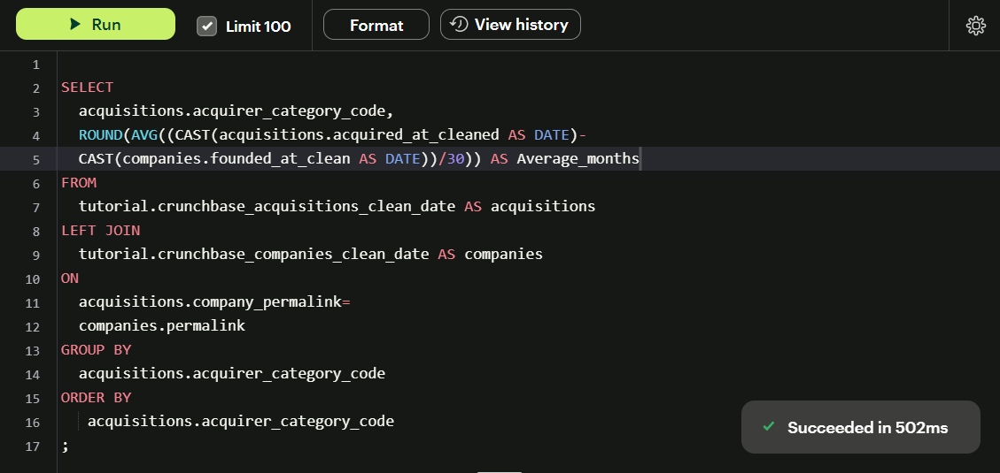 Run Limit 100 Format View history
1
2 SELECT
3 acquisitions.acquirer_category_code,
4 ROUND(AVG((CAST(acquisitions.acquired_at_cleaned AS DATE)-
5 CAST(companies.founded_at_clean AS DATE))/30)) AS Average_months
6 FROM
7 tutorial.crunchbase_acquisitions_clean_date AS acquisitions
8 LEFT JOIN
9 tutorial.crunchbase_companies_clean_date AS companies
10 ON
11 acquisitions.company_permalink=
12 companies.permalink
13 GROUP BY
14 acquisitions.acquirer_category_code
15 ORDER BY
16 acquisitions.acquirer_category_code
17 ;
Succeeded in 502ms